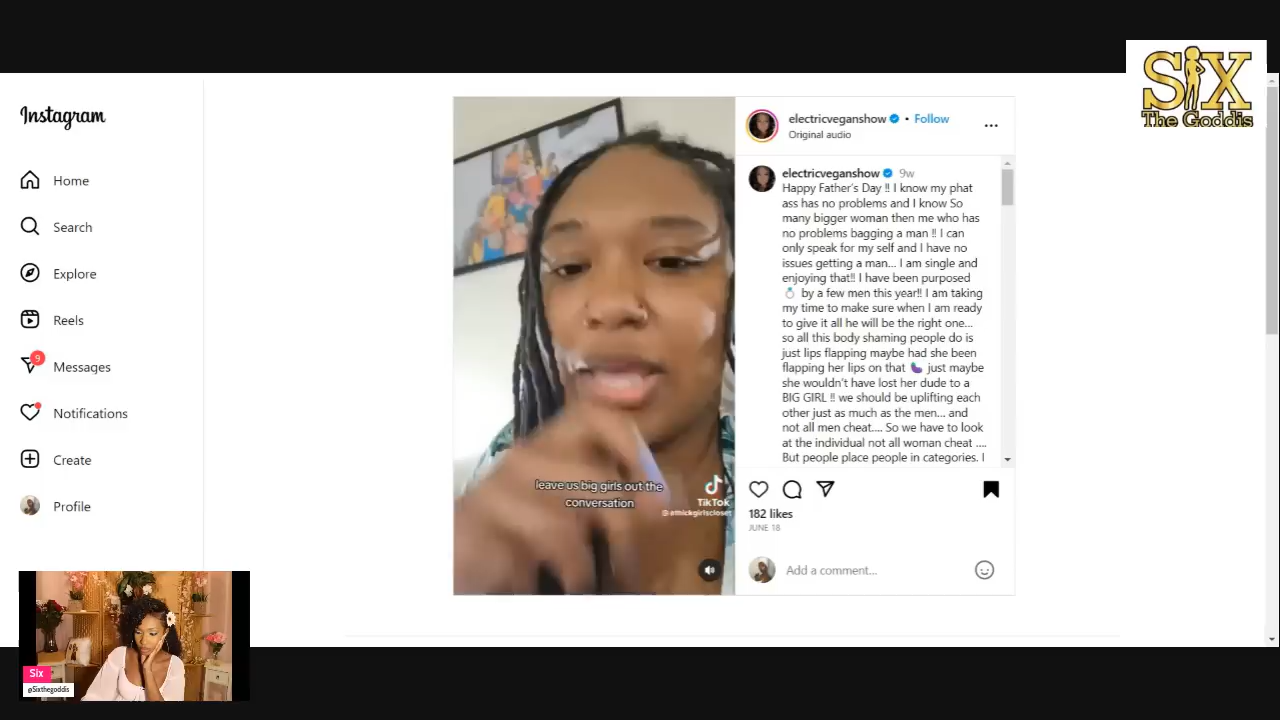 SIX
The Goddis
Instagram
Home
Search
Explore
Reels
9
Messages
Notifications
Create
Profile
leave us big girls out the
conversation
TikTok
electricveganshow • Follow
Original audio
electricveganshow 9w
Happy Father's Day !! I know my phat
ass has no problems and I know So
many bigger woman then me who has
no problems bagging a man !! I can
only speak for my self and I have no
issues getting a man... I am single and
enjoying that!! I have been purposed
💍 by a few men this year!! I am taking
my time to make sure when I am ready
to give it all he will be the right one...
so all this body shaming people do is
just lips flapping maybe had she been
flapping her lips on that 🍆 just maybe
she wouldn't have lost her dude to a
BIG GIRL !! we should be uplifting each
other just as much as the men... and
not all men cheat.... So we have to look
at the individual not all woman cheat ....
But people place people in categories. I
182 likes
JUNE 18
Add a comment...
Six
@Sixthegoddis